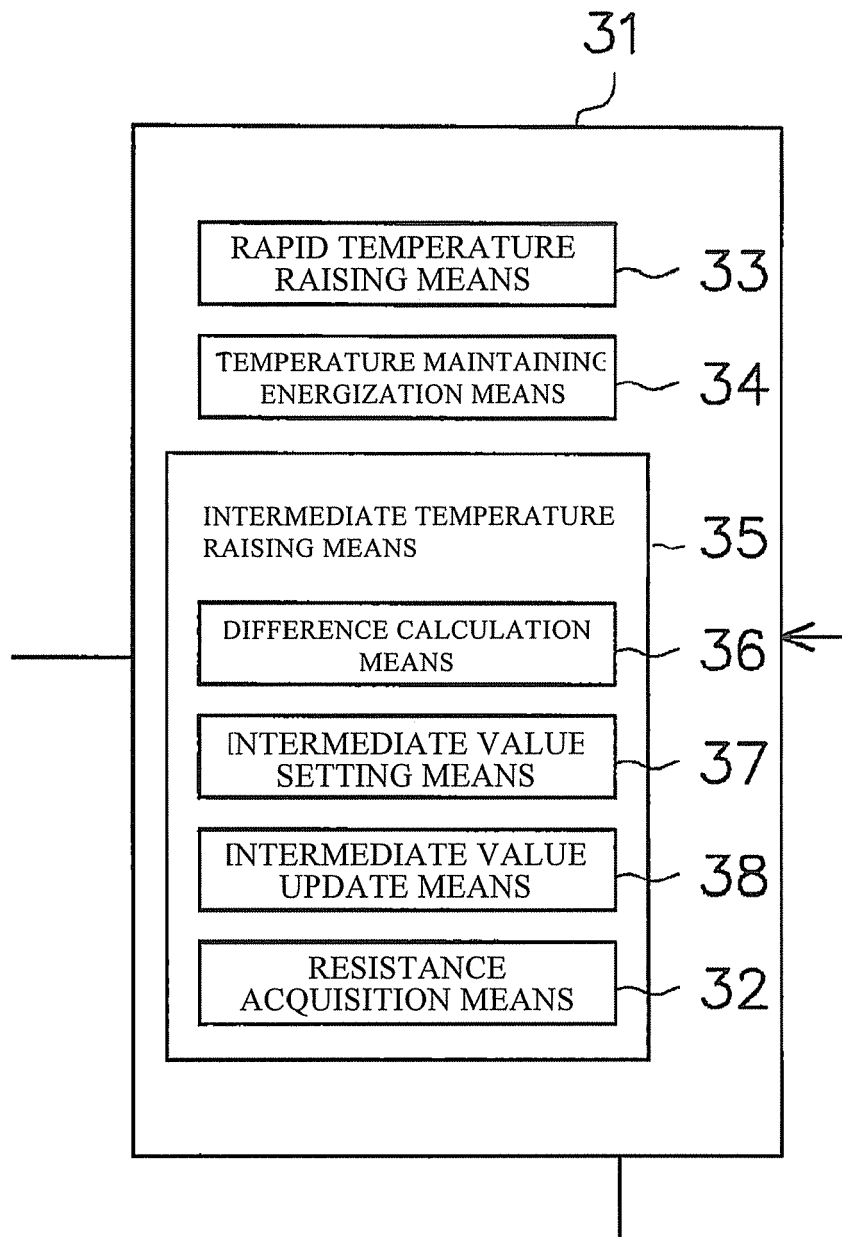 31
RAPID TEMPERATURE
RAISING MEANS
33
TEMPERATURE MAINTAINING
ENERGIZATION MEANS
34
INTERMEDIATE TEMPERATURE
RAISING MEANS
35
DIFFERENCE CALCULATION
MEANS
36
INTERMEDIATE VALUE
SETTING MEANS
37
INTERMEDIATE VALUE
UPDATE MEANS
38
RESISTANCE
ACQUISITION MEANS
32